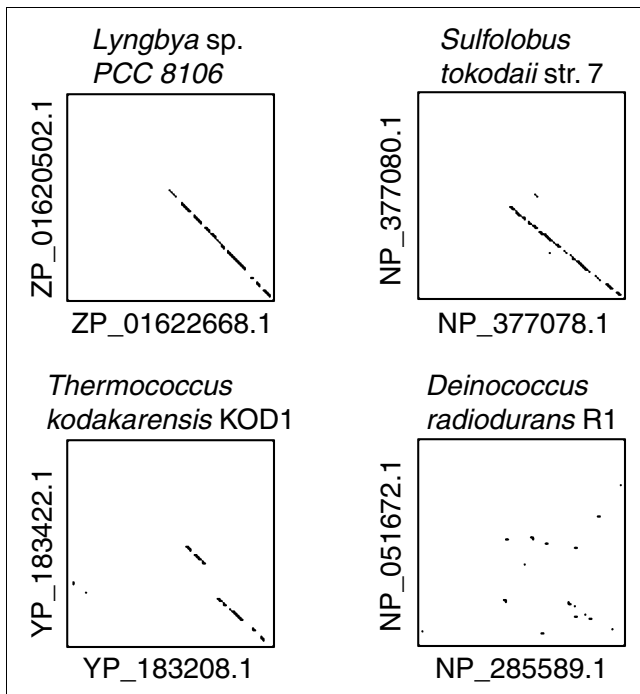 Lyngbya sp.
PCC 8106
ZP_01620502.1
ZP_01622668.1
Sulfolobus
tokodaii str. 7
NP_377080.1
NP_377078.1
Thermococcus
kodakarensis KOD1
YP_183422.1
YP_183208.1
Deinococcus
radiodurans R1
NP_051672.1
NP_285589.1